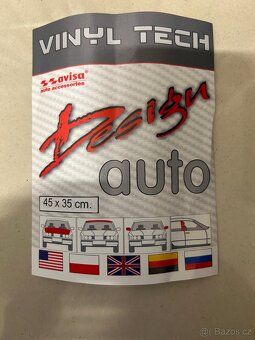 VINYL TECH
avisa®
auto accessories
Design
auto
45 x 35 cm.
bazos.cz